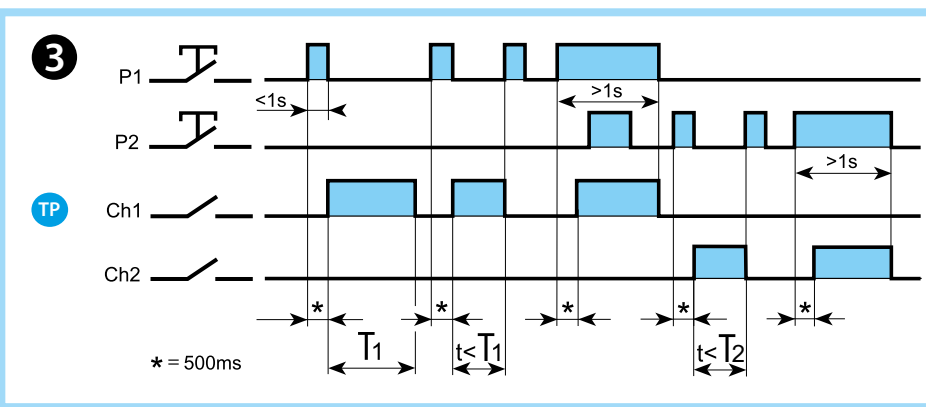 3
P1
<1s
>1s
P2
>1s
TP
Ch1
Ch2
* * * * *
T1
t<T1
t<T2
* = 500ms